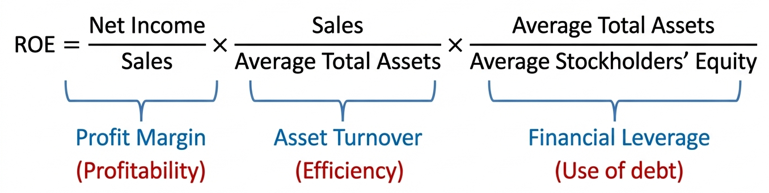 ROE = Net Income / Sales × Sales / Average Total Assets × Average Total Assets / Average Stockholders' Equity
Profit Margin Asset Turnover Financial Leverage
(Profitability) (Efficiency) (Use of debt)